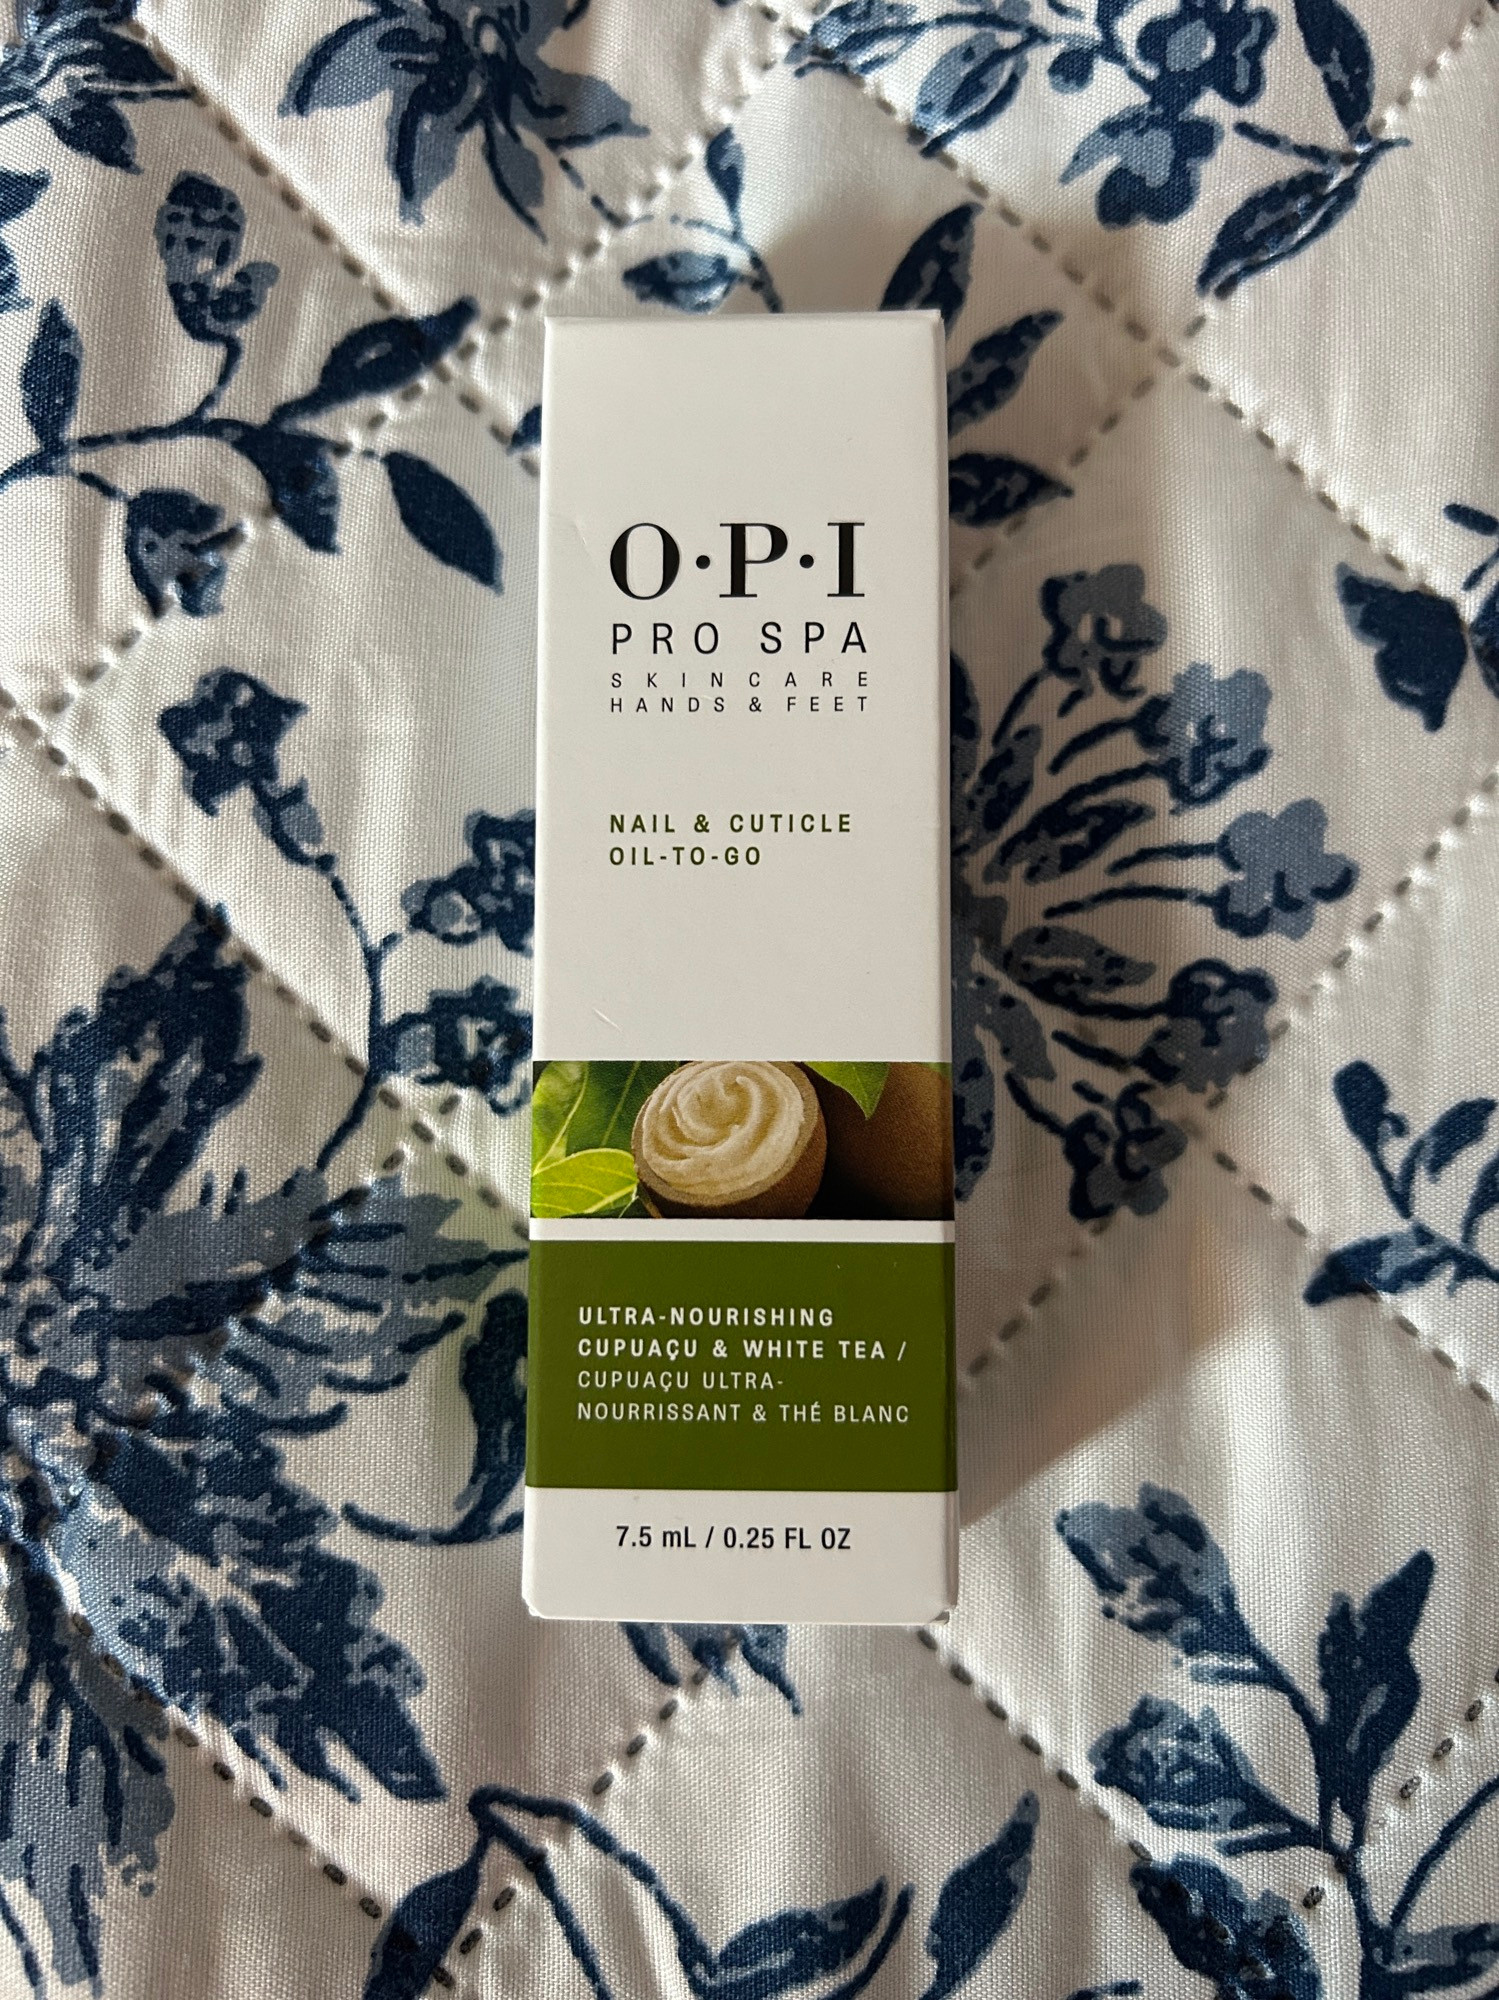 O·P·I
PRO SPA
SKINCARE
HANDS & FEET
NAIL & CUTICLE
OIL-TO-GO
ULTRA-NOURISHING
CUPUAÇU & WHITE TEA /
CUPUAÇU ULTRA-
NOURRISSANT & THÉ BLANC
7.5 mL / 0.25 FL OZ